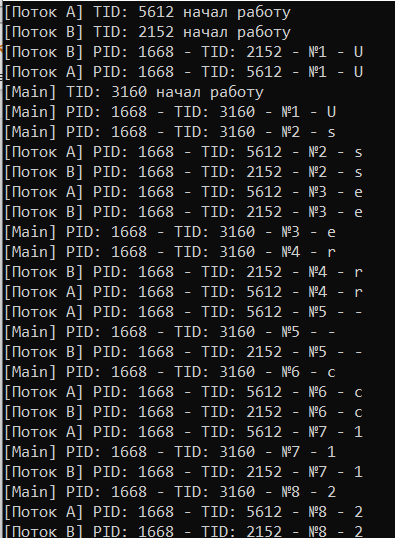 [Поток A] TID: 5612 начал работу
[Поток B] TID: 2152 начал работу
[Поток B] PID: 1668 - TID: 2152 - №1 - U
[Поток A] PID: 1668 - TID: 5612 - №1 - U
[Main] TID: 3160 начал работу
[Main] PID: 1668 - TID: 3160 - №1 - U
[Main] PID: 1668 - TID: 3160 - №2 - s
[Поток A] PID: 1668 - TID: 5612 - №2 - s
[Поток B] PID: 1668 - TID: 2152 - №2 - s
[Поток A] PID: 1668 - TID: 5612 - №3 - e
[Поток B] PID: 1668 - TID: 2152 - №3 - e
[Main] PID: 1668 - TID: 3160 - №3 - e
[Main] PID: 1668 - TID: 3160 - №4 - r
[Поток B] PID: 1668 - TID: 2152 - №4 - r
[Поток A] PID: 1668 - TID: 5612 - №4 - r
[Поток A] PID: 1668 - TID: 5612 - №5 - -
[Main] PID: 1668 - TID: 3160 - №5 - -
[Поток B] PID: 1668 - TID: 2152 - №5 - -
[Main] PID: 1668 - TID: 3160 - №6 - c
[Поток A] PID: 1668 - TID: 5612 - №6 - c
[Поток B] PID: 1668 - TID: 2152 - №6 - c
[Поток A] PID: 1668 - TID: 5612 - №7 - 1
[Main] PID: 1668 - TID: 3160 - №7 - 1
[Поток B] PID: 1668 - TID: 2152 - №7 - 1
[Main] PID: 1668 - TID: 3160 - №8 - 2
[Поток A] PID: 1668 - TID: 5612 - №8 - 2
[Поток B] PID: 1668 - TID: 2152 - №8 - 2